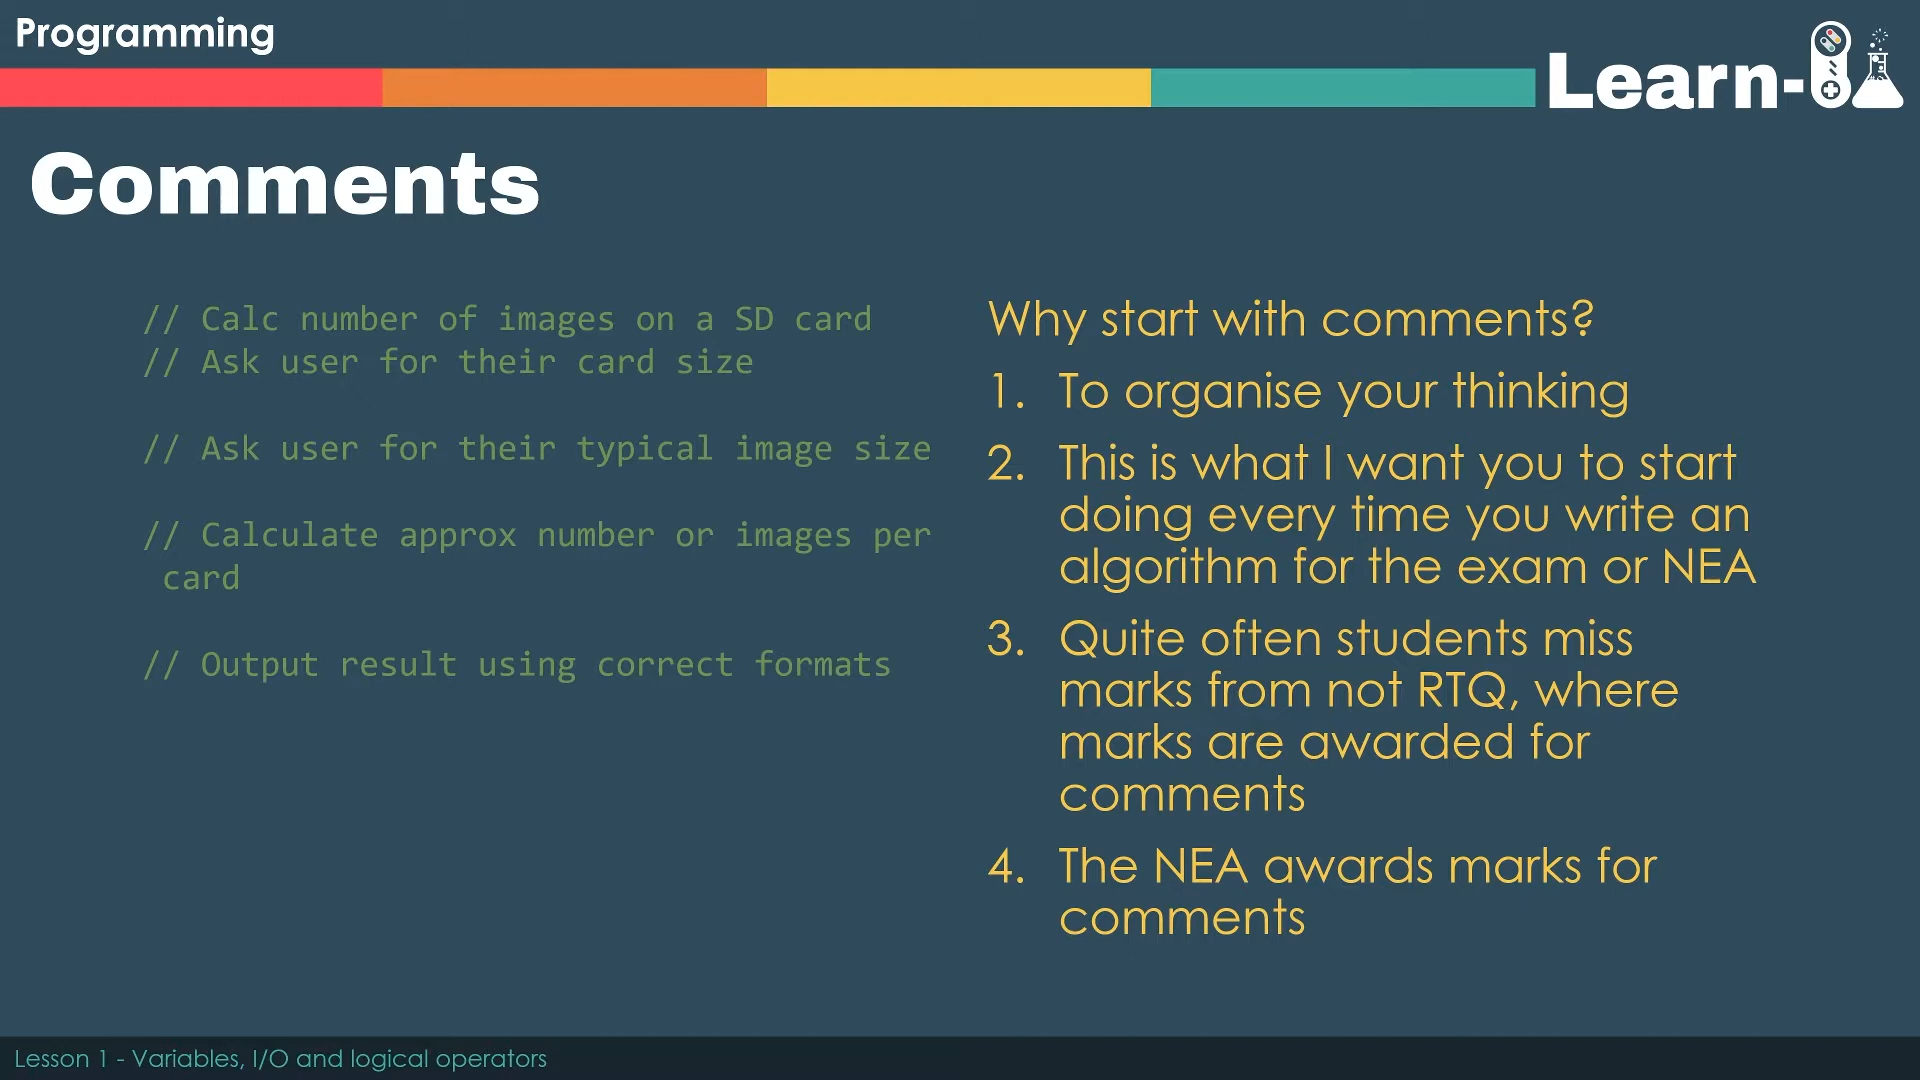 Programming
Learn-
Comments
// Calc number of images on a SD card
// Ask user for their card size
// Ask user for their typical image size
// Calculate approx number or images per
card
// Output result using correct formats
Why start with comments?
1. To organise your thinking
2. This is what I want you to start
doing every time you write an
algorithm for the exam or NEA
3. Quite often students miss
marks from not RTQ, where
marks are awarded for
comments
4. The NEA awards marks for
comments
Lesson 1 - Variables, I/O and logical operators